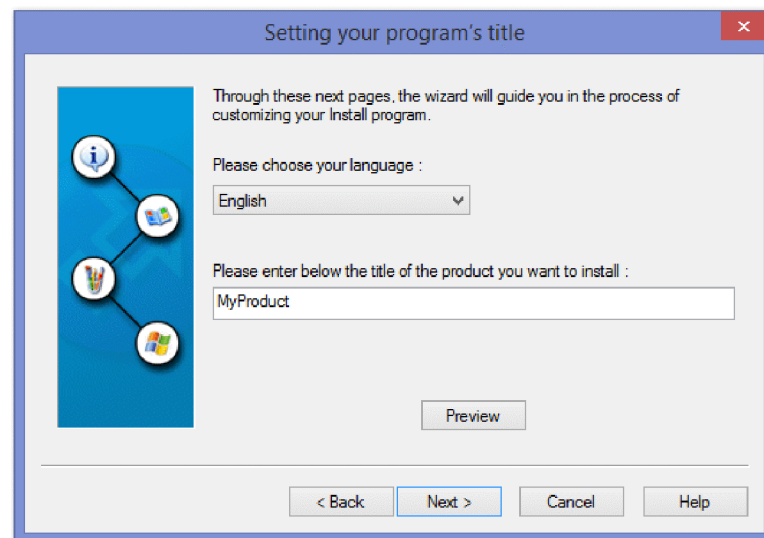 Setting your program's title
Through these next pages, the wizard will guide you in the process of
customizing your Install program.
Please choose your language :
English
Please enter below the title of the product you want to install :
MyProduct
Preview
< Back
Next >
Cancel
Help